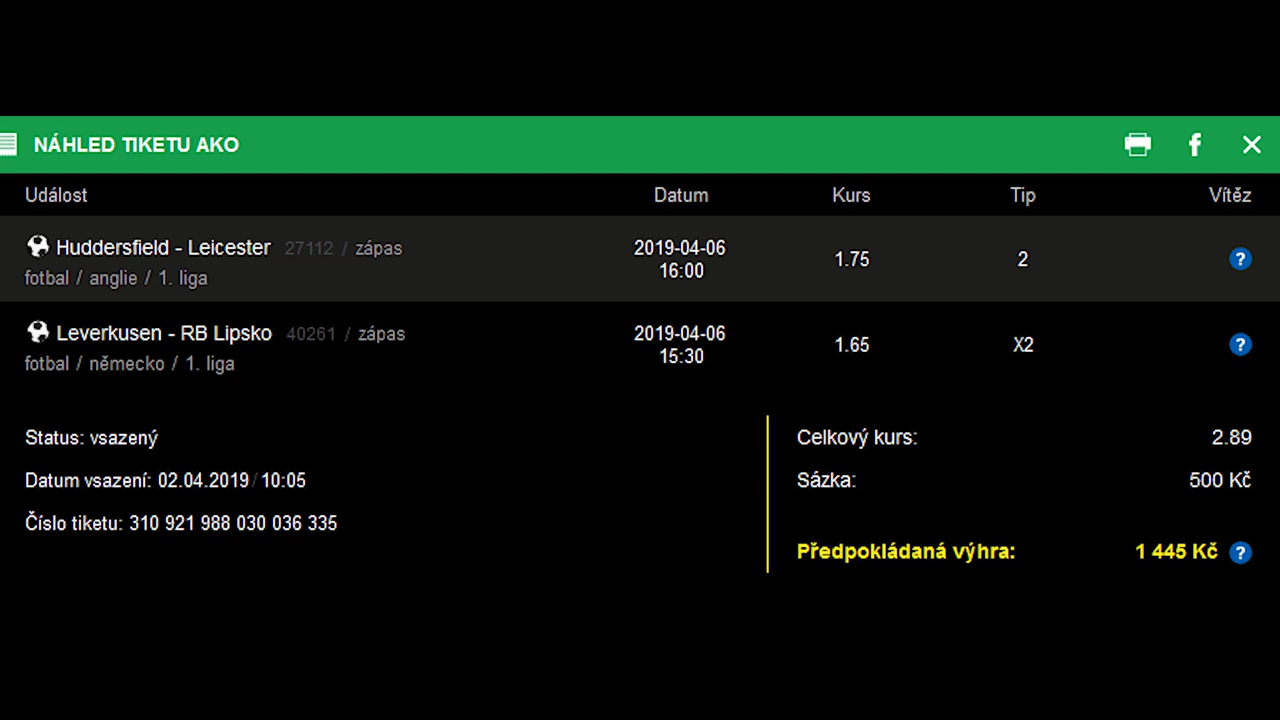 NÁHLED TIKETU AKO
Událost Datum Kurs Tip Vítěz
Huddersfield - Leicester 27112 / zápas
fotbal / anglie / 1. liga
2019-04-06
16:00
1.75
2
?
Leverkusen - RB Lipsko 40261 / zápas
fotbal / německo / 1. liga
2019-04-06
15:30
1.65
X2
?
Status: vsazený
Datum vsazení: 02.04.2019 / 10:05
Číslo tiketu: 310 921 988 030 036 335
Celkový kurs: 2.89
Sázka: 500 Kč
Předpokládaná výhra: 1 445 Kč ?